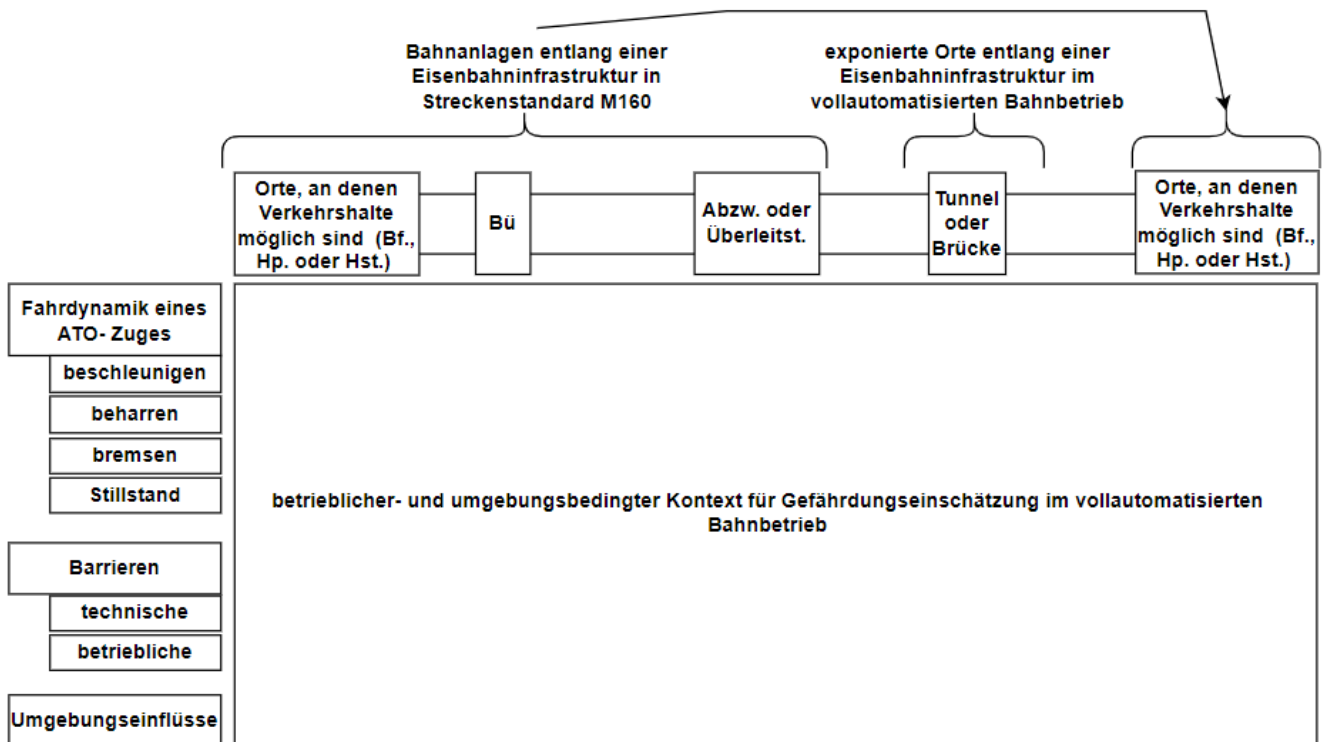 Bahnanlagen entlang einer
Eisenbahninfrastruktur in
Streckenstandard M160
exponierte Orte entlang einer
Eisenbahninfrastruktur im
vollautomatisierten Bahnbetrieb
Orte, an denen
Verkehrshalte
möglich sind (Bf.,
Hp. oder Hst.)
Bü
Abzw. oder
Überleitst.
Tunnel
oder
Brücke
Orte, an denen
Verkehrshalte
möglich sind (Bf.,
Hp. oder Hst.)
Fahrdynamik eines
ATO- Zuges
beschleunigen
beharren
bremsen
Stillstand
betrieblicher- und umgebungsbedingter Kontext für Gefährdungseinschätzung im vollautomatisierten
Bahnbetrieb
Barrieren
technische
betriebliche
Umgebungseinflüsse